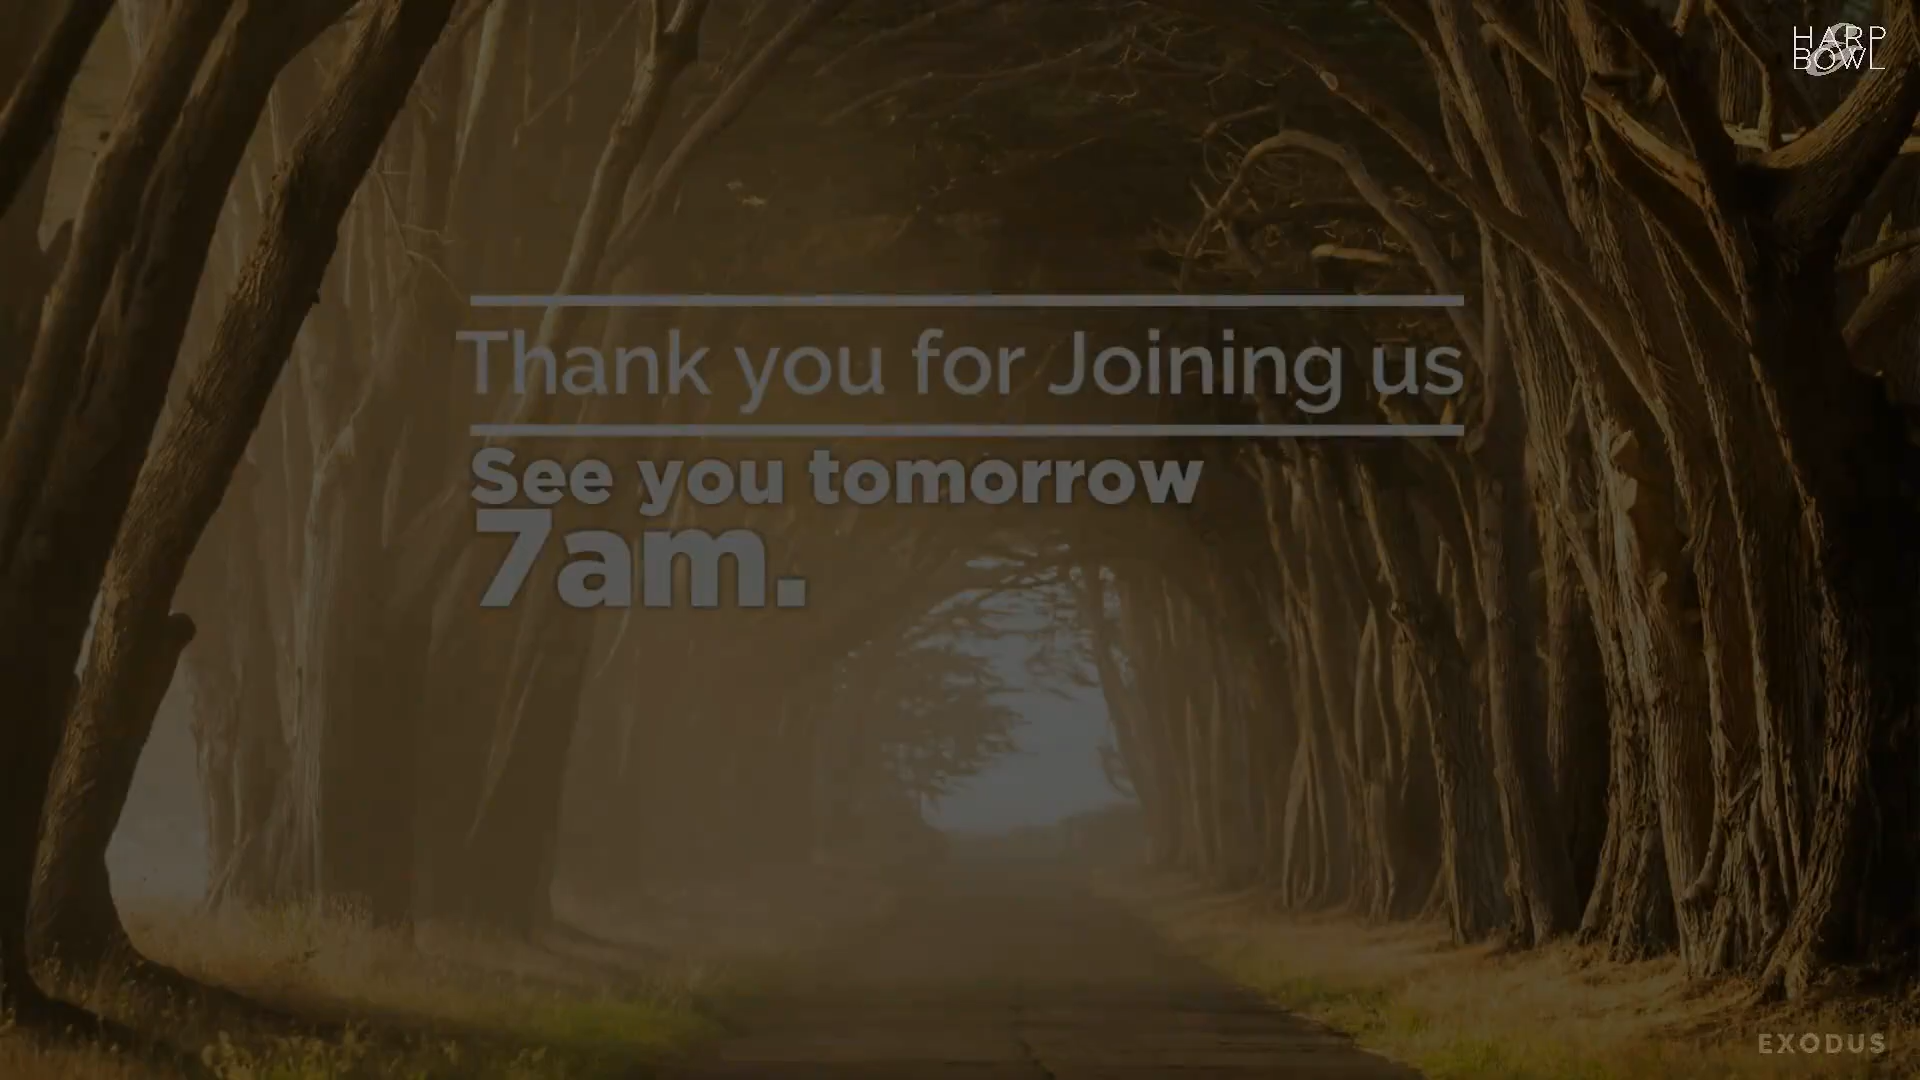 HARP
& BOWL
Thank you for Joining us
See you tomorrow
7am.
EXODUS